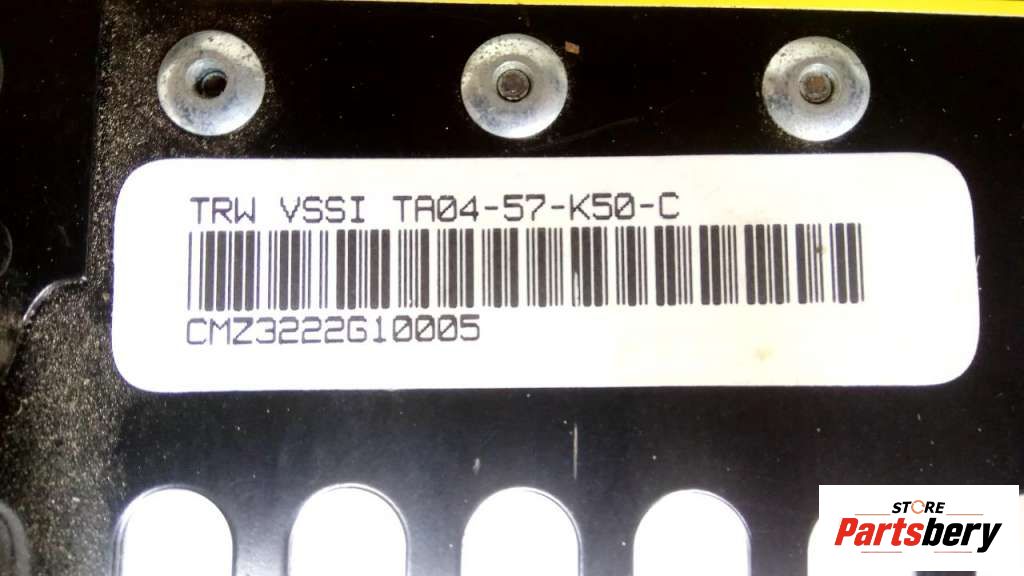 TRW VSSI TA04-57-K50-C
CMZ3222G10005
STORE
Partsbery